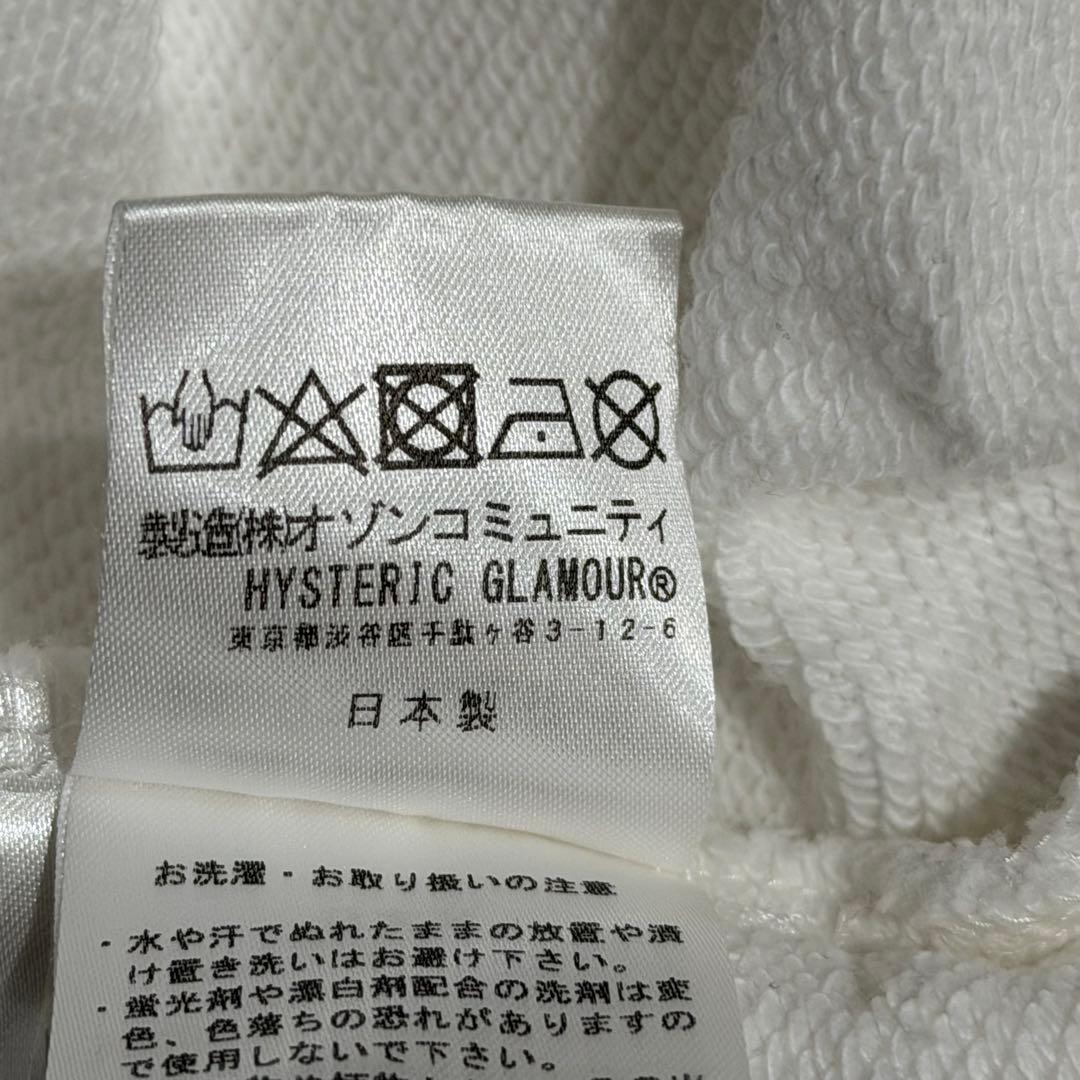 製造(株)オゾンコミュニティ
HYSTERIC GLAMOUR®
東京都渋谷区千駄ヶ谷3-12-6
日本製
お洗濯・お取り扱いの注意
・水や汗でぬれたままの放置や漬
け置き洗いはお避け下さい。
・蛍光剤や漂白剤配合の洗剤は変
色、色落ちの恐れがありますの
で使用しないで下さい。